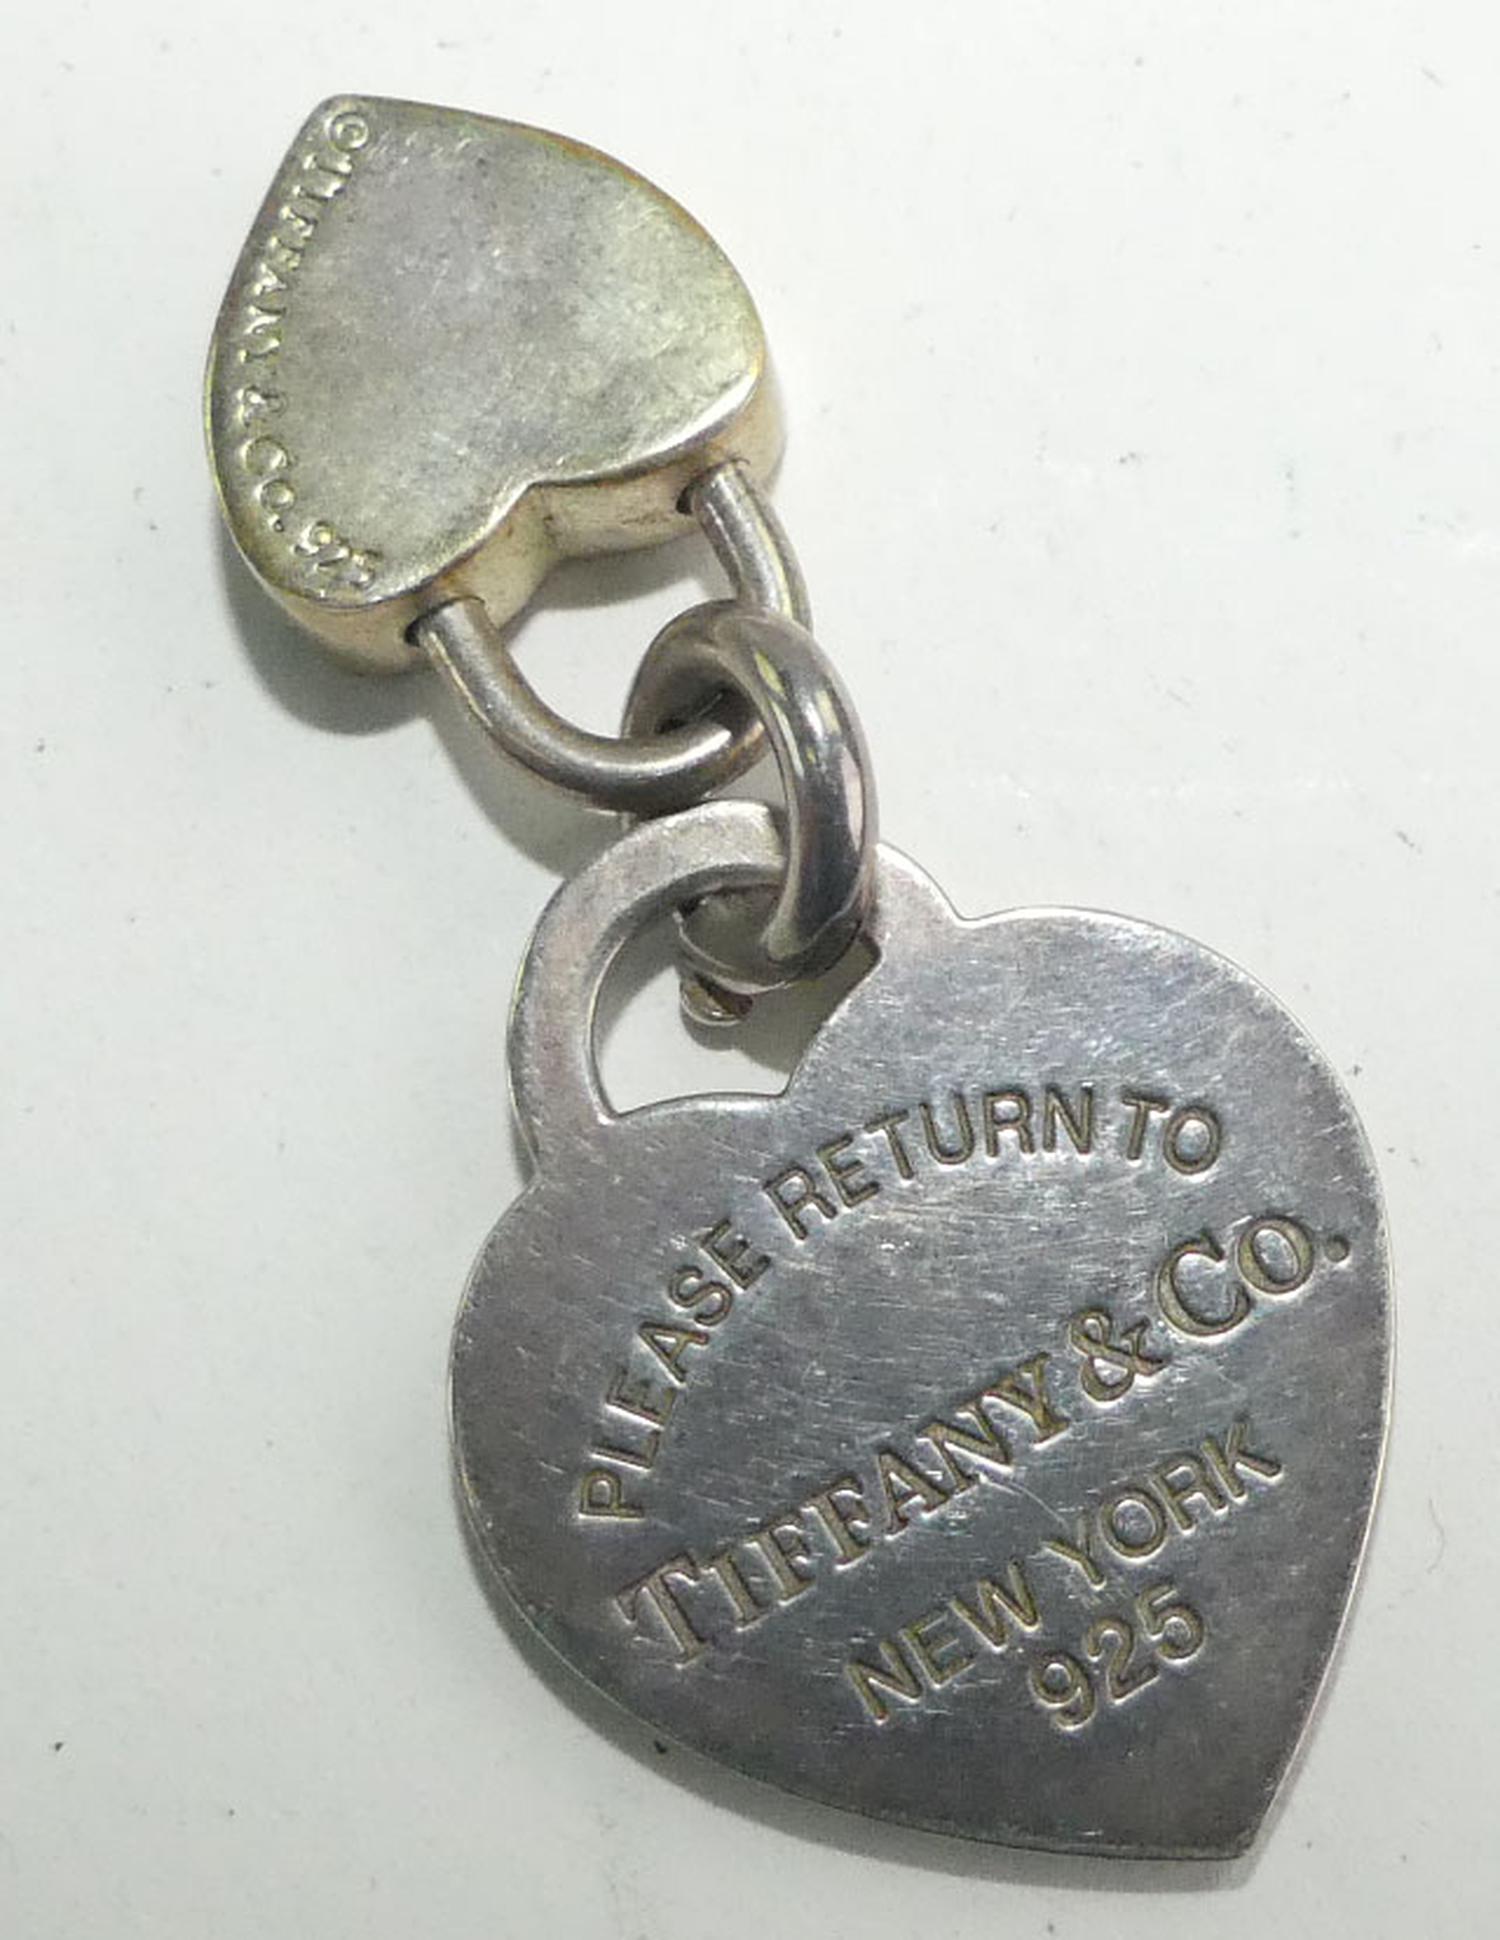 © TIFFANY & CO. 925
PLEASE RETURN TO
TIFFANY & CO.
NEW YORK
925